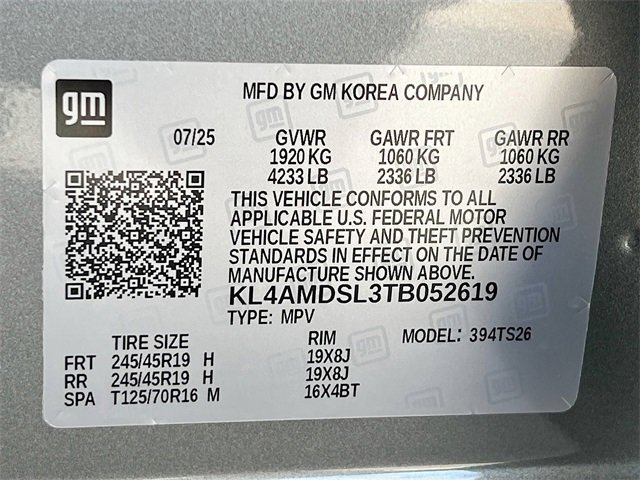 gm
MFD BY GM KOREA COMPANY
07/25 GVWR GAWR FRT GAWR RR
1920 KG 1060 KG 1060 KG
4233 LB 2336 LB 2336 LB
THIS VEHICLE CONFORMS TO ALL
APPLICABLE U.S. FEDERAL MOTOR
VEHICLE SAFETY AND THEFT PREVENTION
STANDARDS IN EFFECT ON THE DATE OF
MANUFACTURE SHOWN ABOVE.
KL4AMDSL3TB052619
TYPE: MPV MODEL: 394TS26
TIRE SIZE RIM
FRT 245/45R19 H 19X8J
RR 245/45R19 H 19X8J
SPA T125/70R16 M 16X4BT